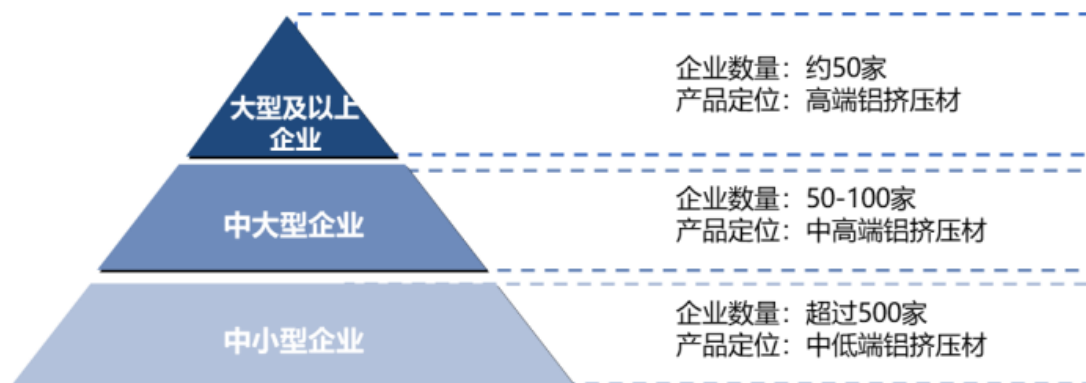 大型及以上
企业
企业数量：约50家
产品定位：高端铝挤压材
中大型企业
企业数量：50-100家
产品定位：中高端铝挤压材
中小型企业
企业数量：超过500家
产品定位：中低端铝挤压材